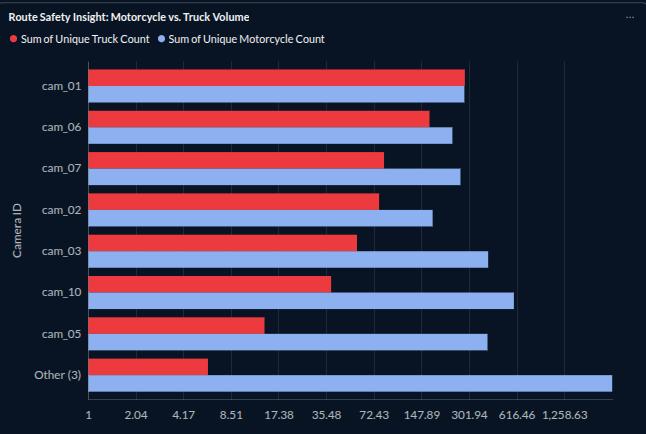 Route Safety Insight: Motorcycle vs. Truck Volume
...
Sum of Unique Truck Count Sum of Unique Motorcycle Count
Camera ID
cam_01
cam_06
cam_07
cam_02
cam_03
cam_10
cam_05
Other (3)
1 2.04 4.17 8.51 17.38 35.48 72.43 147.89 301.94 616.46 1,258.63